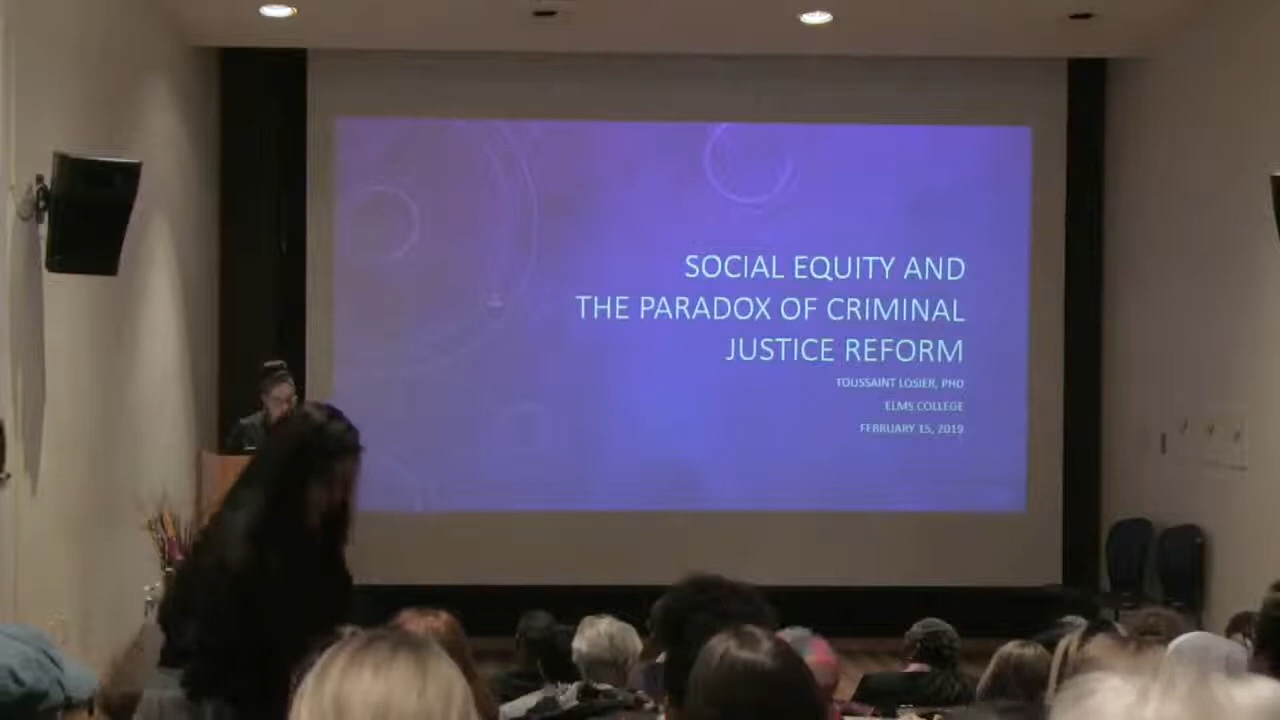 SOCIAL EQUITY AND
THE PARADOX OF CRIMINAL
JUSTICE REFORM
TOUSSAINT LOSIER, PHD
ELMS COLLEGE
FEBRUARY 15, 2019